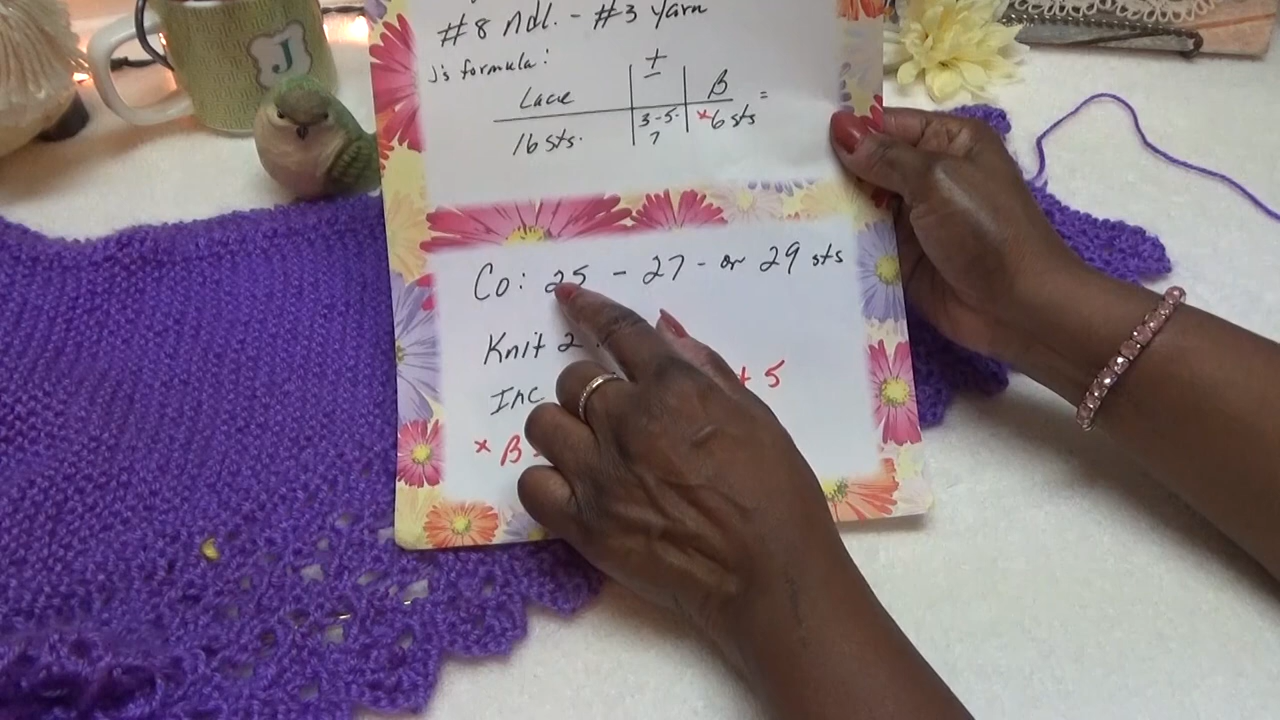 J
#8 ndl. - #3 yarn
J's formula:
Lace ± B =
16 sts. 3-5- *6 sts
7
Co: 25 - 27 - or 29 sts
Knit 2
Inc + 5
* B